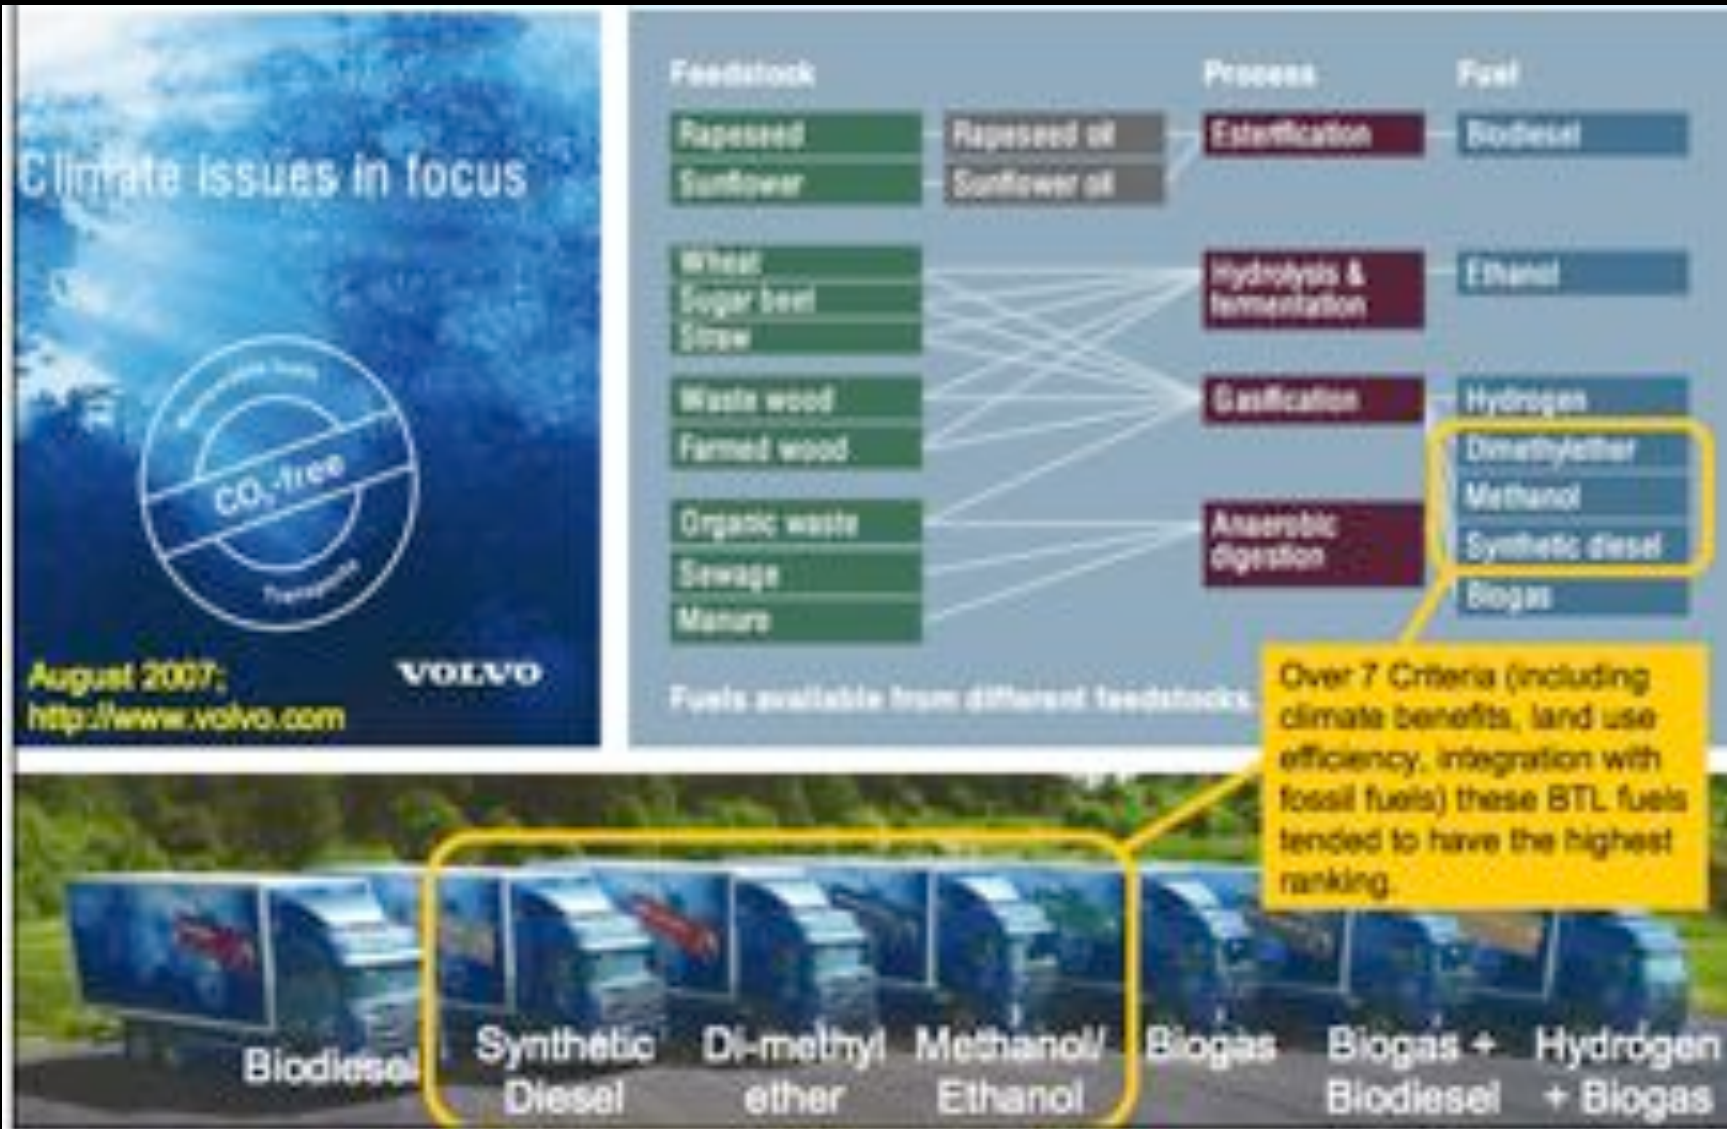 Climate issues in focus
CO₂-free
Transports
August 2007;
http://www.volvo.com
VOLVO
Feedstock
Process
Fuel
Rapeseed
Rapeseed oil
Esterification
Biodiesel
Sunflower
Sunflower oil
Wheat
Sugar beet
Straw
Hydrolysis &
fermentation
Ethanol
Waste wood
Farmed wood
Gasification
Hydrogen
Dimethylether
Methanol
Synthetic diesel
Organic waste
Sewage
Manure
Anaerobic
digestion
Biogas
Fuels available from different feedstocks.
Over 7 Criteria (including
climate benefits, land use
efficiency, integration with
fossil fuels) these BTL fuels
tended to have the highest
ranking.
Biodiesel
Synthetic
Diesel
Di-methyl
ether
Methanol/
Ethanol
Biogas
Biogas +
Biodiesel
Hydrogen
+ Biogas